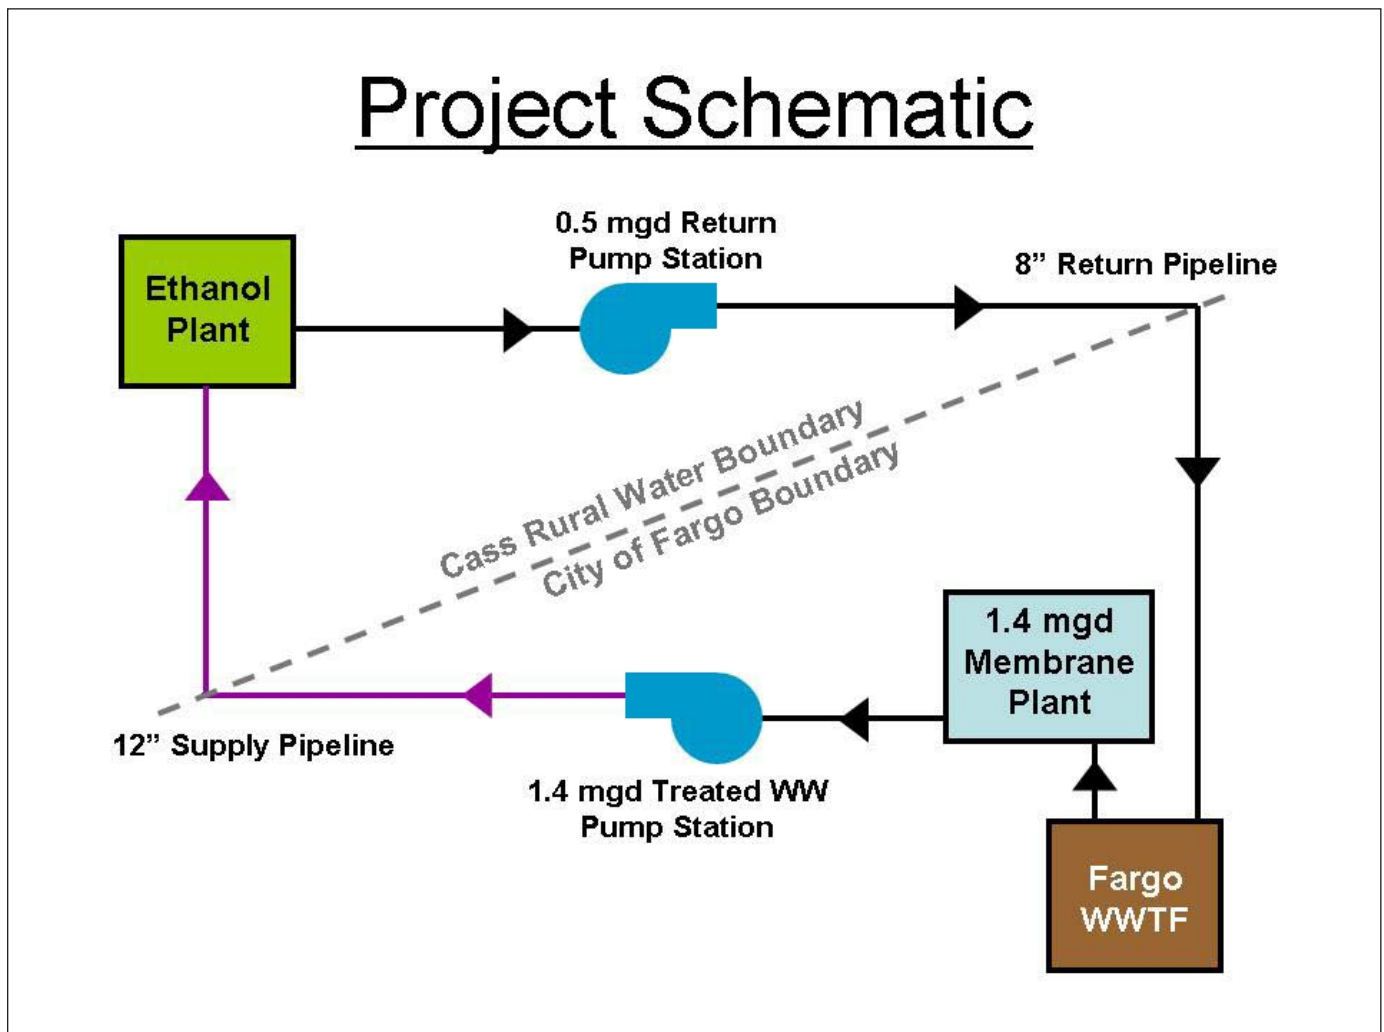 Project Schematic
0.5 mgd Return
Pump Station
8” Return Pipeline
Ethanol
Plant
Cass Rural Water Boundary
City of Fargo Boundary
1.4 mgd
Membrane
Plant
12” Supply Pipeline
1.4 mgd Treated WW
Pump Station
Fargo
WWTF